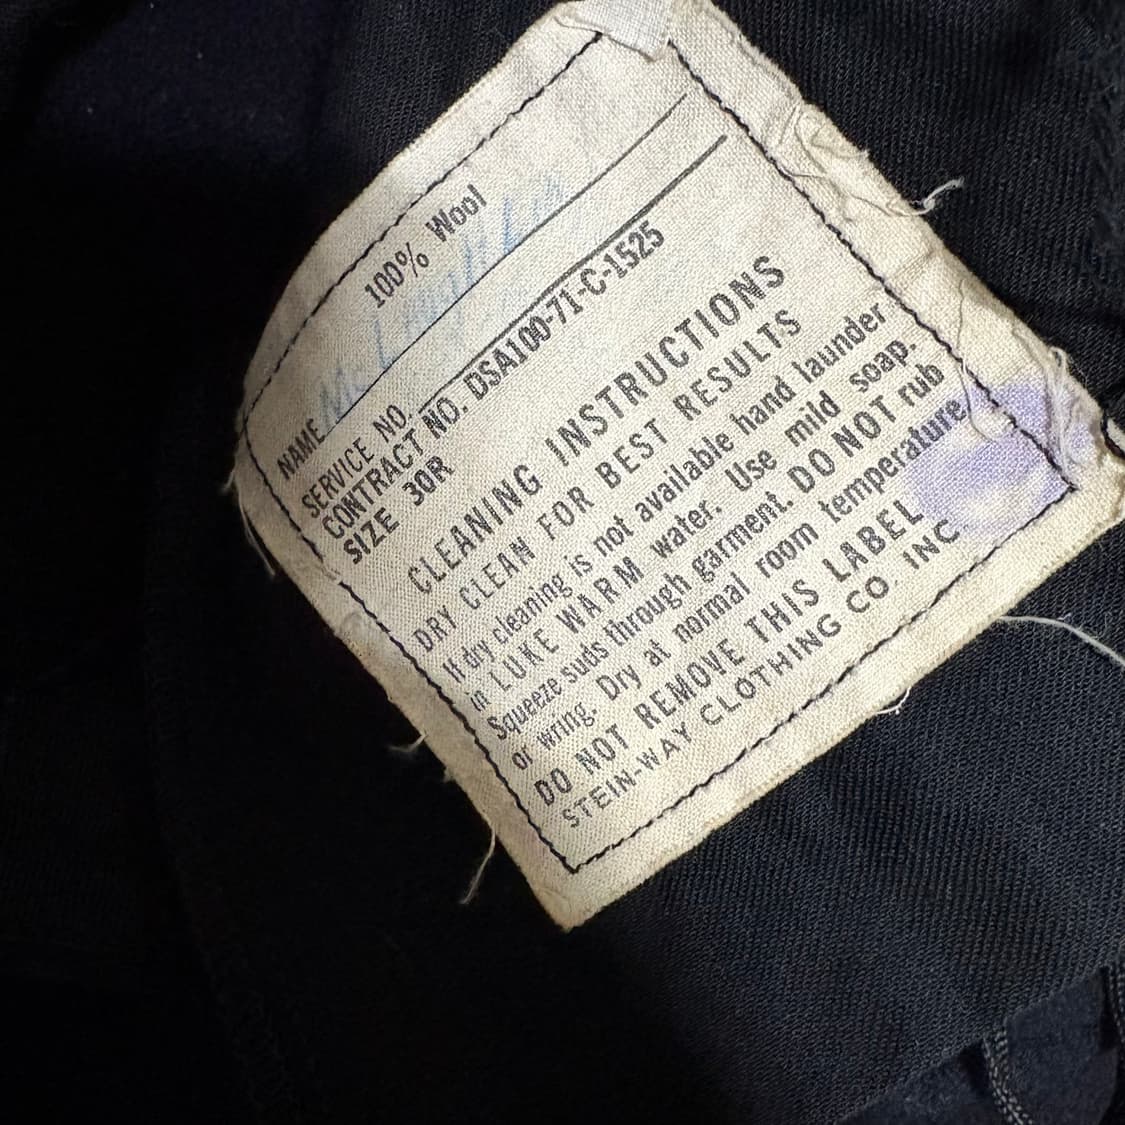 100% Wool
NAME
SERVICE NO.
CONTRACT NO. DSA100-71-C-1525
SIZE 30R
CLEANING INSTRUCTIONS
DRY CLEAN FOR BEST RESULTS
If dry cleaning is not available hand launder
in LUKE WARM water. Use mild soap.
Squeeze suds through garment. DO NOT rub
or wring. Dry at normal room temperature.
DO NOT REMOVE THIS LABEL
STEIN-WAY CLOTHING CO. INC